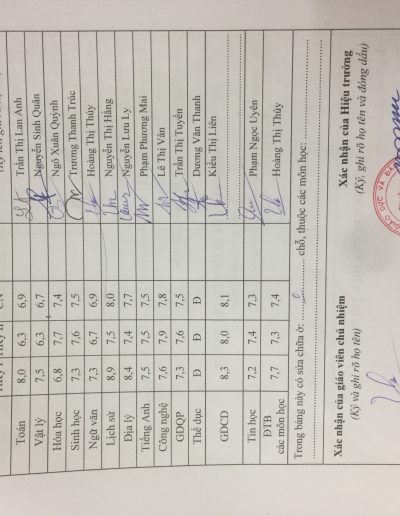 HKỳ II CN
Toán 8,0 6,3 6,9 Trần Thị Lan Anh
Vật lý 7,5 6,3 6,7 Nguyễn Sinh Quân
Hóa học 6,8 7,7 7,4 Ngô Xuân Quỳnh
Sinh học 7,3 7,6 7,5 Trương Thanh Trúc
Ngữ văn 7,3 6,7 6,9 Hoàng Thị Thúy
Lịch sử 8,9 7,5 8,0 Nguyễn Thị Hằng
Địa lý 8,4 7,4 7,7 Nguyễn Lưu Ly
Tiếng Anh 7,5 7,5 7,5 Phạm Phương Mai
Công nghệ 7,6 7,9 7,8 Lê Thị Vân
GDQP 7,3 7,6 7,5 Trần Thị Tuyên
Thể dục Đ Đ Đ Dương Văn Thanh
GDCD 8,3 8,0 8,1 Kiều Thị Liên
Tin học 7,2 7,4 7,3 Phạm Ngọc Uyên
ĐTB
các môn học 7,7 7,3 7,4 Hoàng Thị Thúy
Trong bảng này có sửa chữa ở: 0 chỗ, thuộc các môn học:
Xác nhận của giáo viên chủ nhiệm
(Ký và ghi rõ họ tên)
Xác nhận của Hiệu trưởng
(Ký, ghi rõ họ tên và đóng dấu)
GIÁO DỤC VÀ